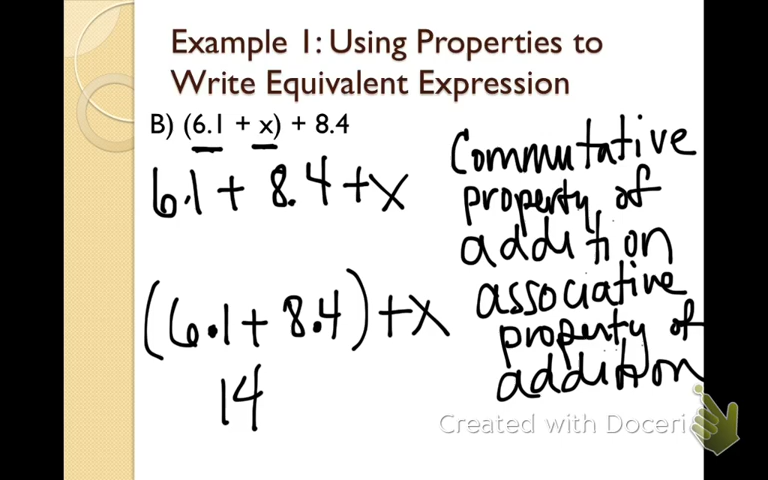 Example 1: Using Properties to
Write Equivalent Expression
B) (6.1 + x) + 8.4
6.1 + 8.4 + x
Commutative
property of
addition
(6.1 + 8.4) + x
associative
property of
addition
14
Created with Doceri